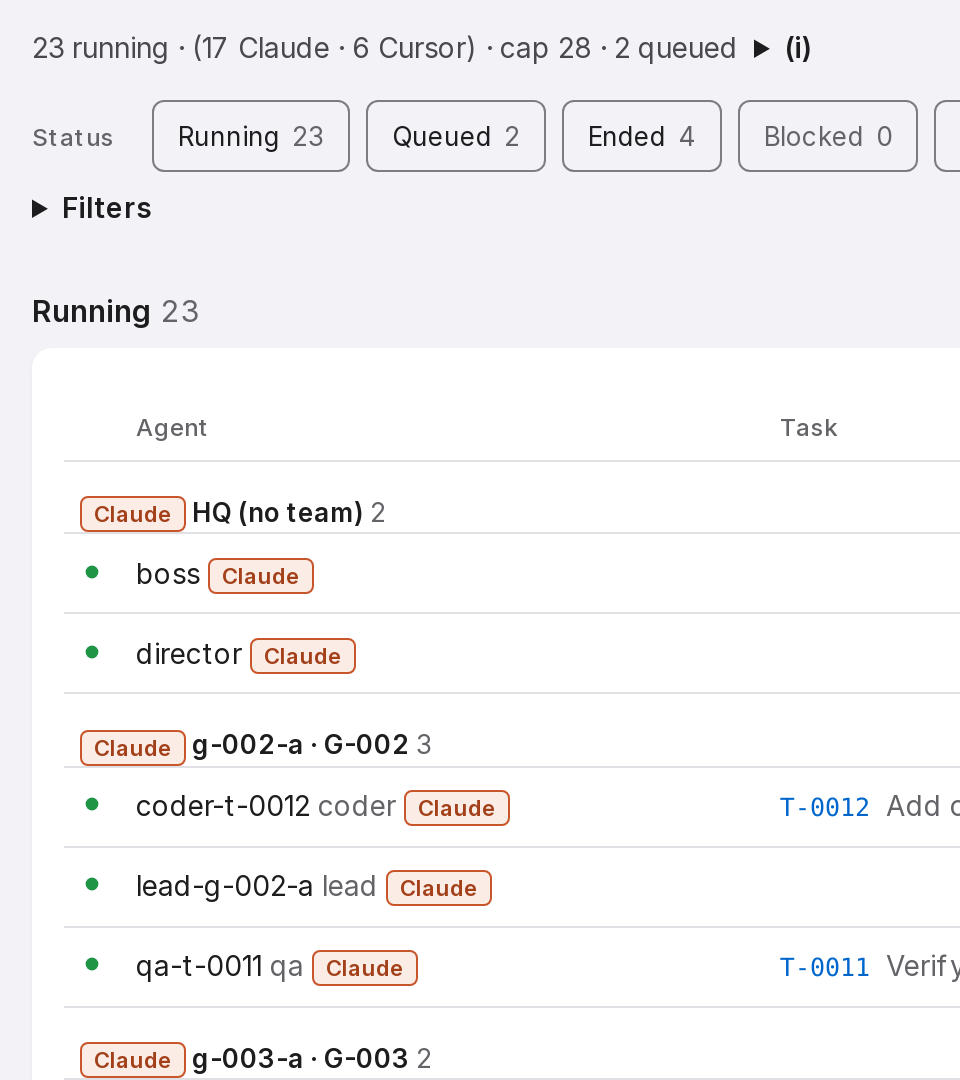 23 running · (17 Claude · 6 Cursor) · cap 28 · 2 queued ▶ (i)
Status Running 23 Queued 2 Ended 4 Blocked 0
▶ Filters
Running 23
Agent Task
Claude HQ (no team) 2
boss Claude
director Claude
Claude g-002-a · G-002 3
coder-t-0012 coder Claude T-0012 Add
lead-g-002-a lead Claude
qa-t-0011 qa Claude T-0011 Verify
Claude g-003-a · G-003 2